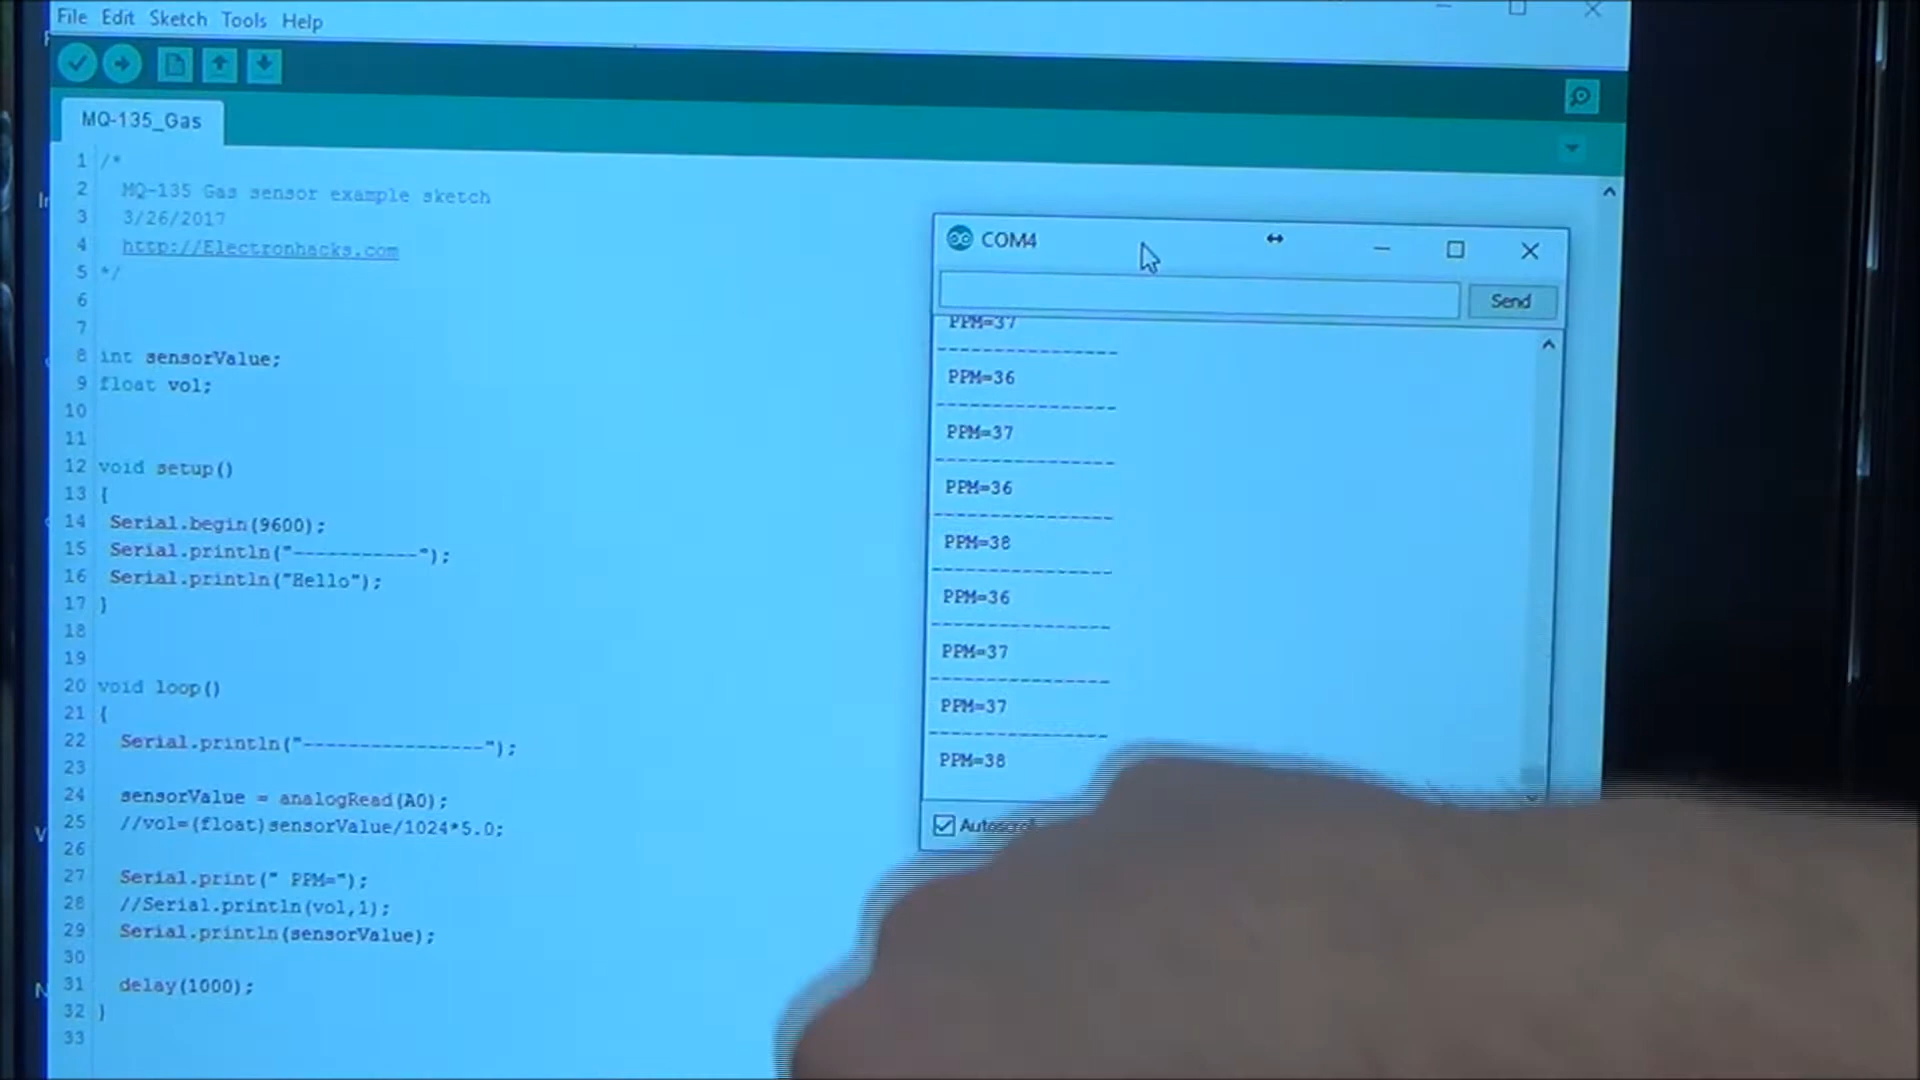 File Edit Sketch Tools Help
MQ-135_Gas
1 /*
2 MQ-135 Gas sensor example sketch
3 3/26/2017
4 http://Electronhacks.com
5 */
6
7
8 int sensorValue;
9 float vol;
10
11
12 void setup()
13 {
14 Serial.begin(9600);
15 Serial.println("-----------");
16 Serial.println("Hello");
17 }
18
19
20 void loop()
21 {
22 Serial.println("----------------");
23
24 sensorValue = analogRead(A0);
25 //vol=(float)sensorValue/1024*5.0;
26
27 Serial.print(" PPM=");
28 //Serial.println(vol,1);
29 Serial.println(sensorValue);
30
31 delay(1000);
32 }
33
COM4
Send
PPM=37
----------------
PPM=36
----------------
PPM=37
----------------
PPM=36
----------------
PPM=38
----------------
PPM=36
----------------
PPM=37
----------------
PPM=37
----------------
PPM=38